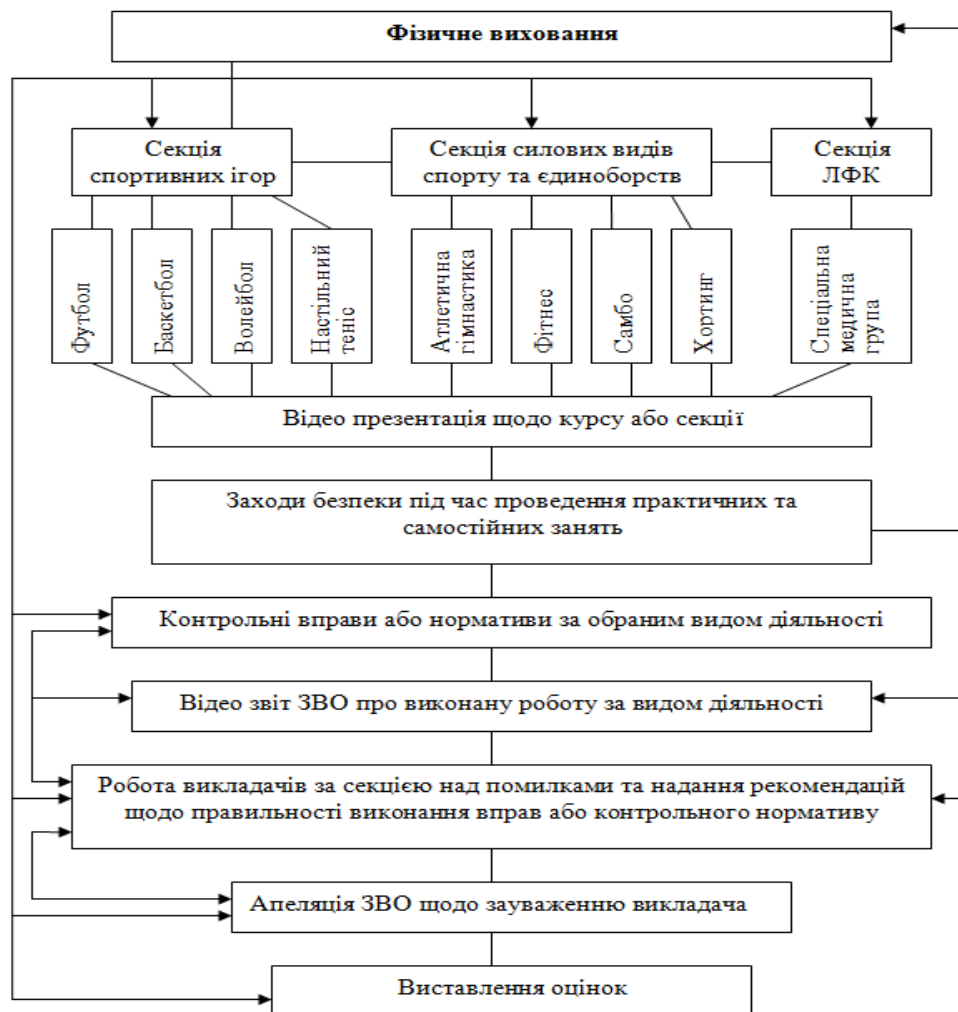 Фізичне виховання
Секція
спортивних ігор
Секція силових видів
спорту та єдиноборств
Секція
ЛФК
Футбол
Баскетбол
Волейбол
Настільний
теніс
Атлетична
гімнастика
Фітнес
Самбо
Хортинг
Спеціальна
медична
група
Відео презентація щодо курсу або секції
Заходи безпеки під час проведення практичних та
самостійних занять
Контрольні вправи або нормативи за обраним видом діяльності
Відео звіт ЗВО про виконану роботу за видом діяльності
Робота викладачів за секцією над помилками та надання рекомендацій
щодо правильності виконання вправ або контрольного нормативу
Апеляція ЗВО щодо зауваженню викладача
Виставлення оцінок